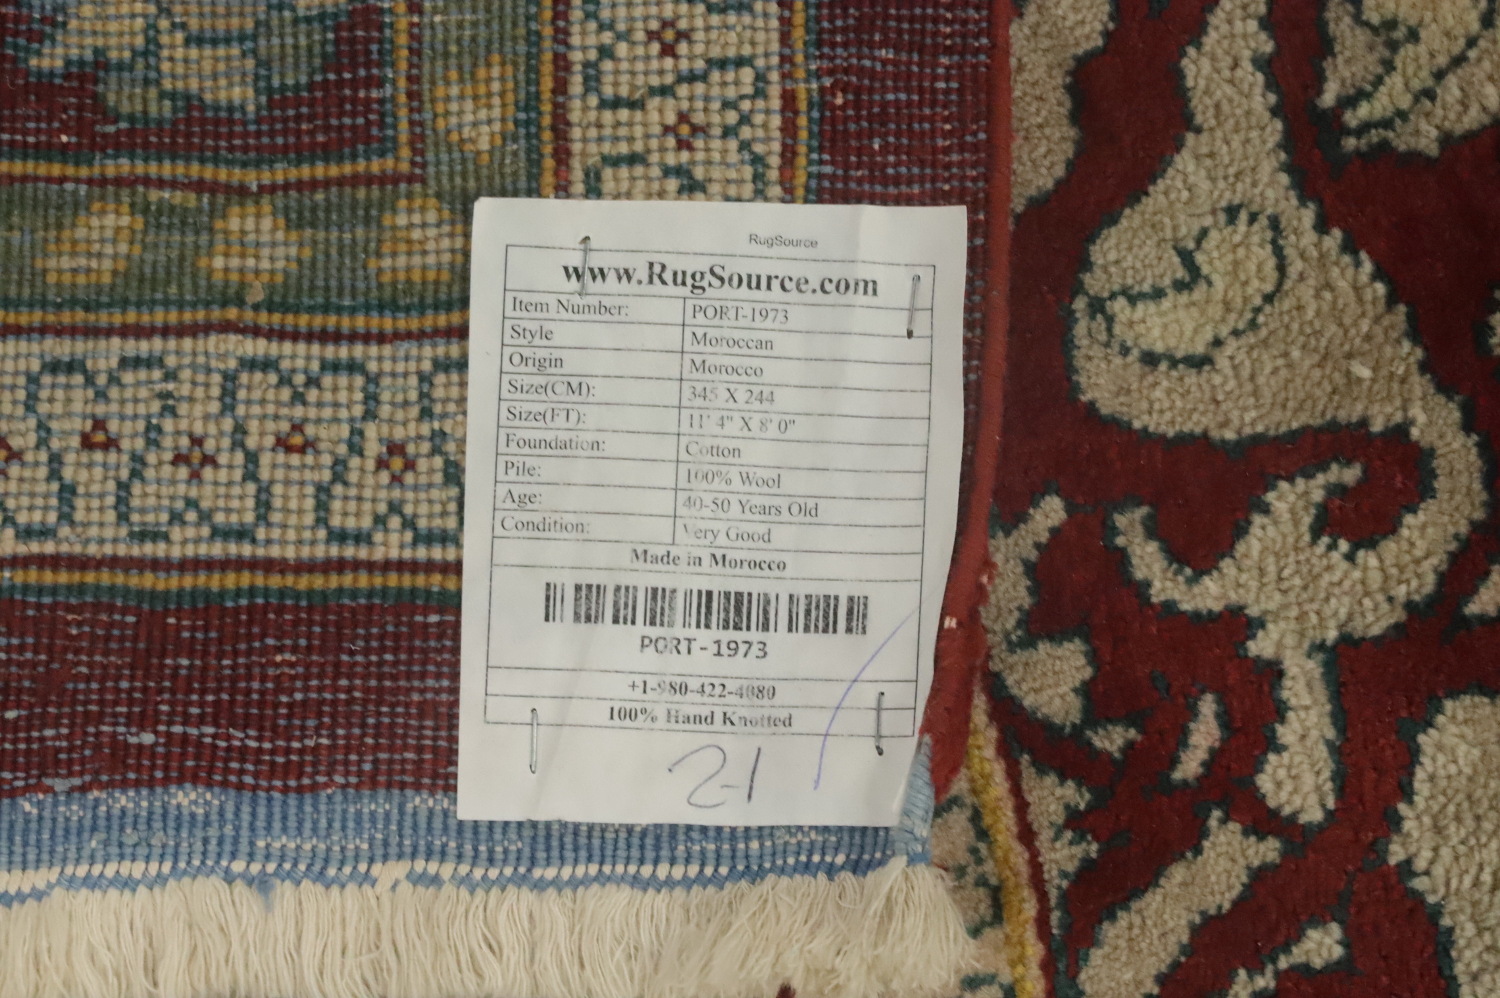 RugSource
www.RugSource.com
Item Number: PORT-1973
Style Moroccan
Origin Morocco
Size(CM): 345 X 244
Size(FT): 11' 4" X 8' 0"
Foundation: Cotton
Pile: 100% Wool
Age: 40-50 Years Old
Condition: Very Good
Made in Morocco
PORT-1973
+1-980-422-4080
100% Hand Knotted
2-1